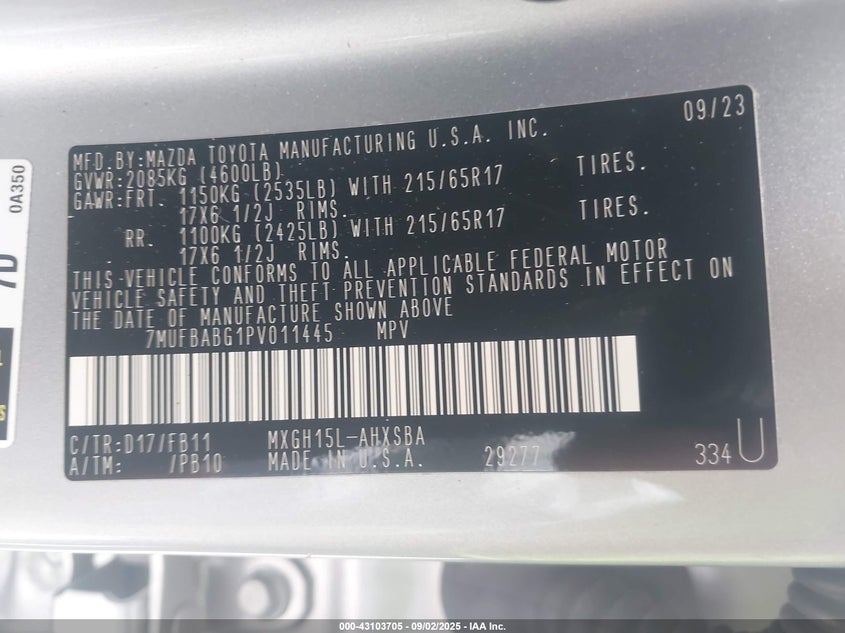 09/23
MFD.BY:MAZDA TOYOTA MANUFACTURING U.S.A. INC.
GVWR:2085KG (4600LB)
GAWR:FRT. 1150KG (2535LB) WITH 215/65R17 TIRES.
17X6 1/2J RIMS.
RR. 1100KG (2425LB) WITH 215/65R17 TIRES.
17X6 1/2J RIMS.
THIS VEHICLE CONFORMS TO ALL APPLICABLE FEDERAL MOTOR
VEHICLE SAFETY AND THEFT PREVENTION STANDARDS IN EFFECT ON
THE DATE OF MANUFACTURE SHOWN ABOVE
7MUFBABG1PV011445 MPV
C/TR:D17/FB11 MXGH15L-AHXSBA
A/TM: /PB10 MADE IN U.S.A. 29277 334U
0A350
000-43103705 - 09/02/2025 - IAA Inc.